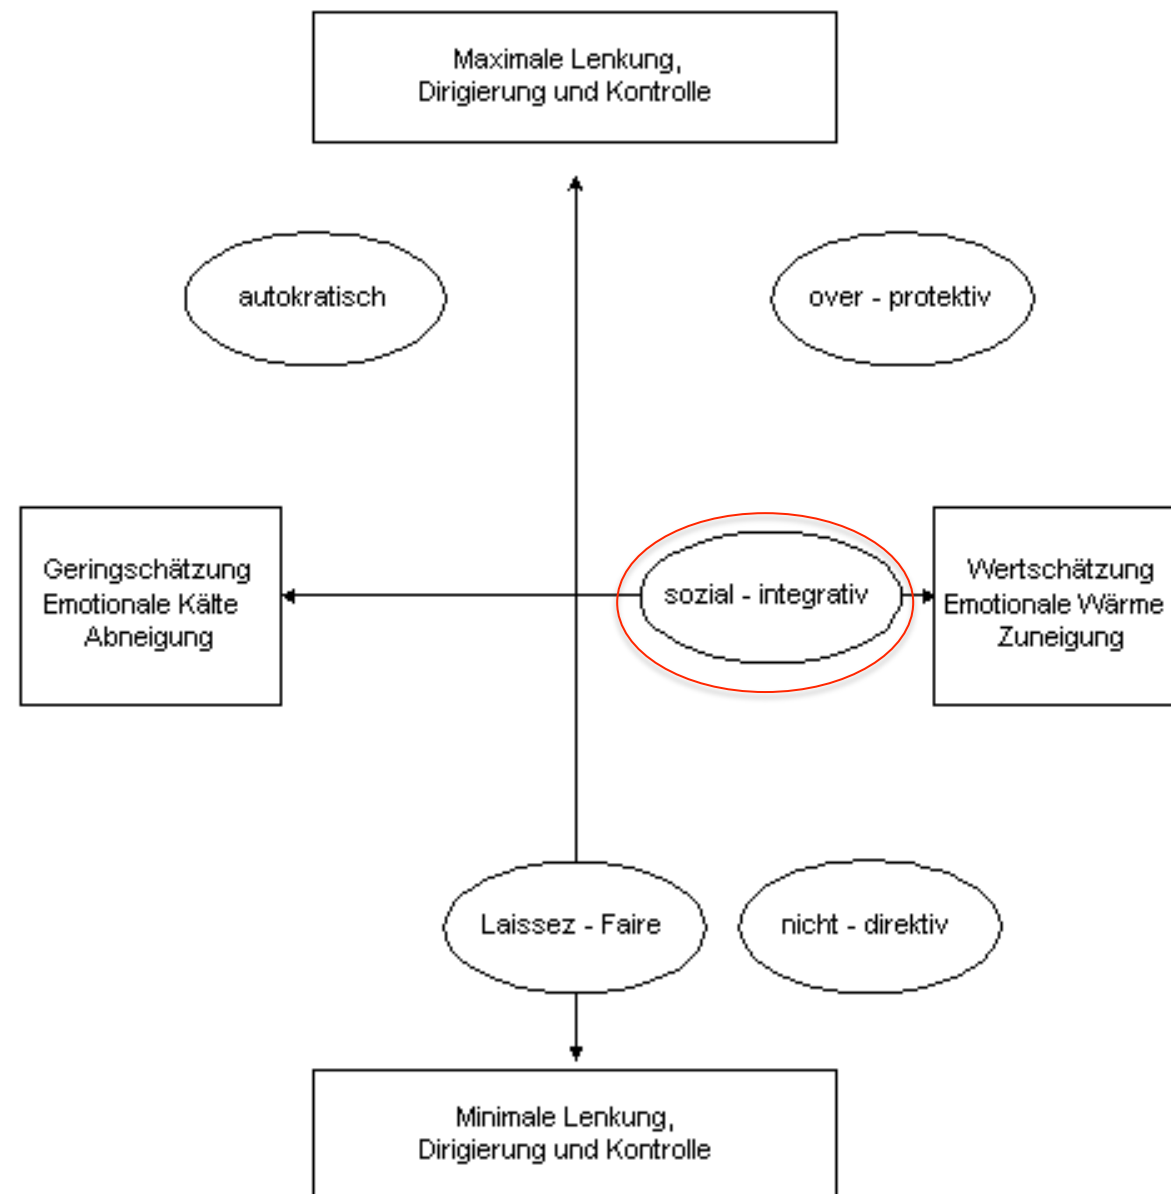 Maximale Lenkung,
Dirigierung und Kontrolle
autokratisch
over - protektiv
Geringschätzung
Emotionale Kälte
Abneigung
sozial - integrativ
Wertschätzung
Emotionale Wärme
Zuneigung
Laissez - Faire
nicht - direktiv
Minimale Lenkung,
Dirigierung und Kontrolle